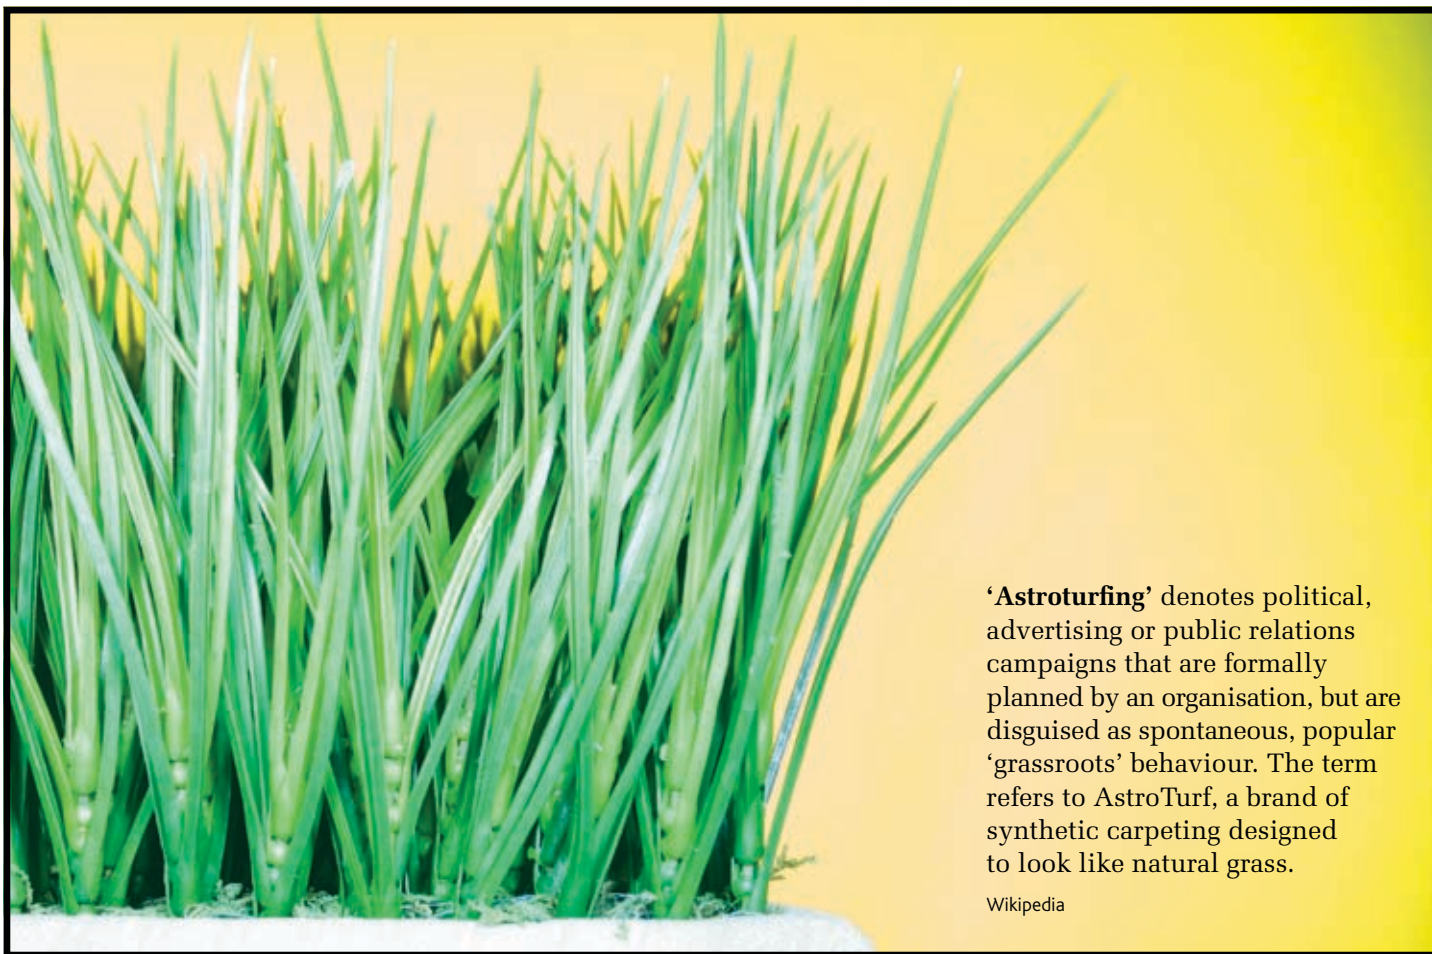 ‘Astroturfing’ denotes political,
advertising or public relations
campaigns that are formally
planned by an organisation, but are
disguised as spontaneous, popular
‘grassroots’ behaviour. The term
refers to AstroTurf, a brand of
synthetic carpeting designed
to look like natural grass.
Wikipedia